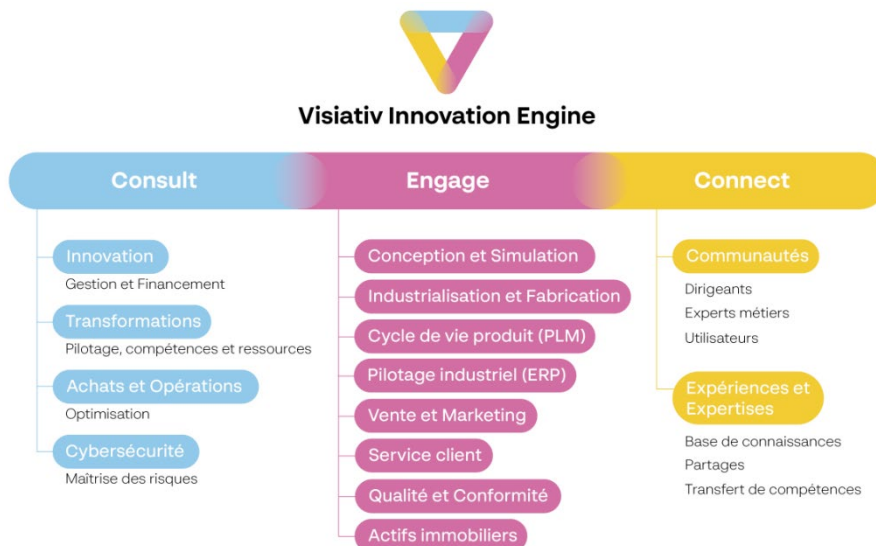 Visiativ Innovation Engine
Consult
Engage
Connect
Innovation
Gestion et Financement
Transformations
Pilotage, compétences et ressources
Achats et Opérations
Optimisation
Cybersécurité
Maîtrise des risques
Conception et Simulation
Industrialisation et Fabrication
Cycle de vie produit (PLM)
Pilotage industriel (ERP)
Vente et Marketing
Service client
Qualité et Conformité
Actifs immobiliers
Communautés
Dirigeants
Experts métiers
Utilisateurs
Expériences et
Expertises
Base de connaissances
Partages
Transfert de compétences